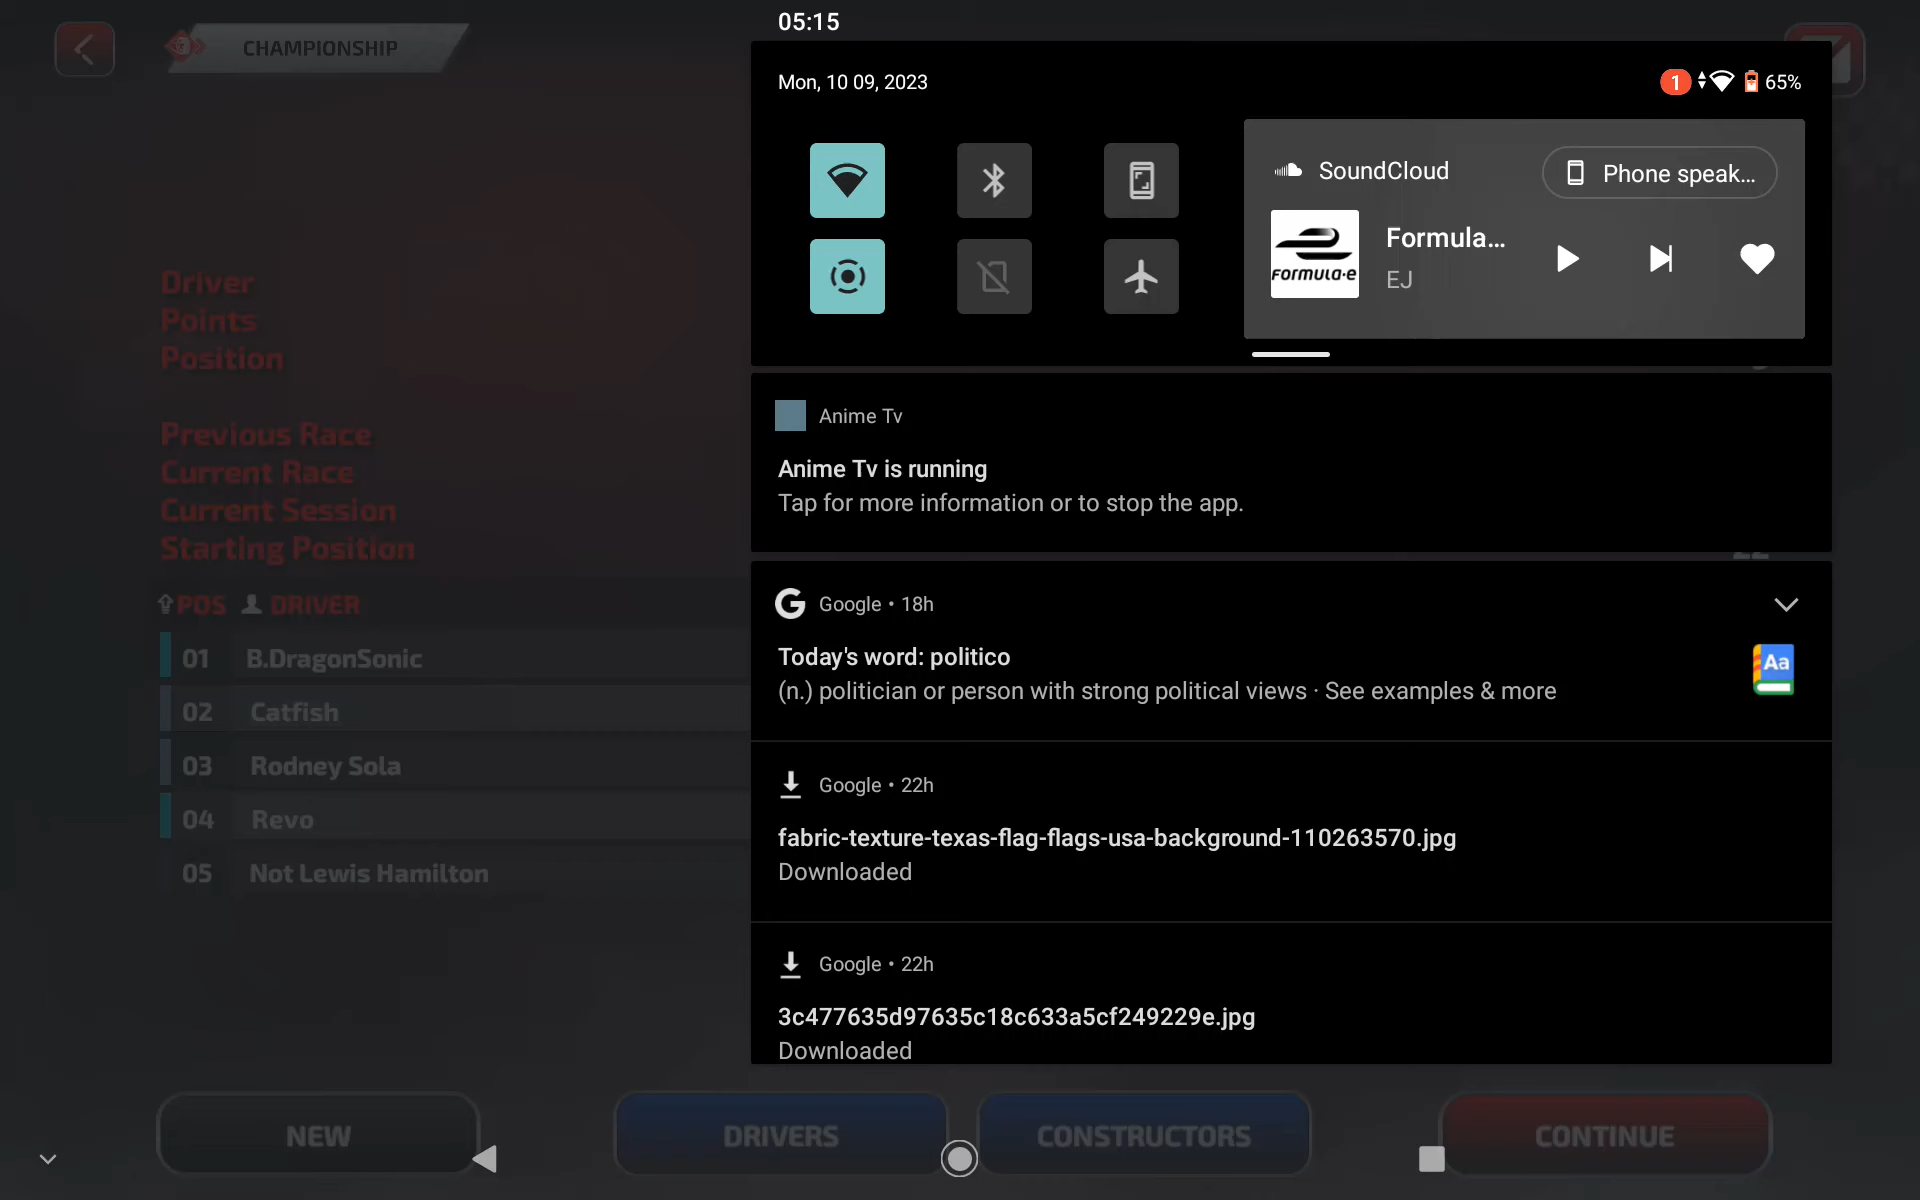 05:15
CHAMPIONSHIP
Mon, 10 09, 2023
1
65%
SoundCloud
Phone speak...
FORMULA-E
Formula...
EJ
Driver
Points
Position
Previous Race
Current Race
Current Session
Starting Position
POS DRIVER
01 B.DragonSonic
02 Catfish
03 Rodney Sola
04 Revo
05 Not Lewis Hamilton
Anime Tv
Anime Tv is running
Tap for more information or to stop the app.
Google • 18h
Today's word: politico
(n.) politician or person with strong political views · See examples & more
Aa
Google • 22h
fabric-texture-texas-flag-flags-usa-background-110263570.jpg
Downloaded
Google • 22h
3c477635d97635c18c633a5cf249229e.jpg
Downloaded
NEW
DRIVERS
CONSTRUCTORS
CONTINUE